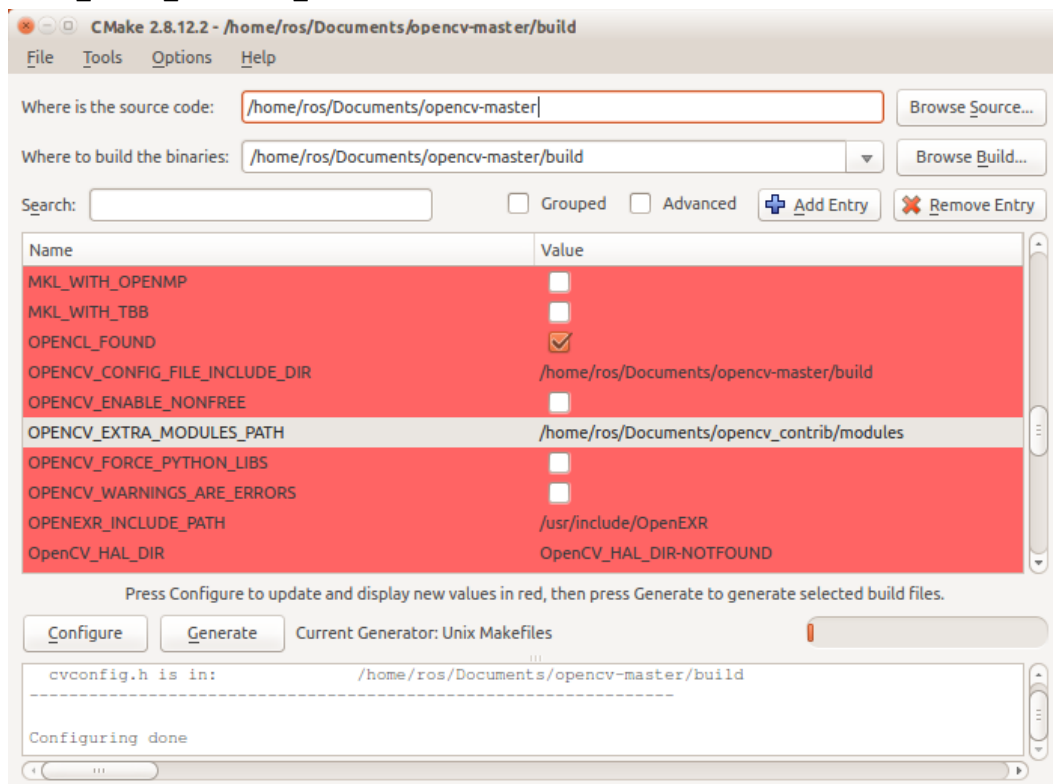 CMake 2.8.12.2 - /home/ros/Documents/opencv-master/build
File Tools Options Help
Where is the source code: /home/ros/Documents/opencv-master Browse Source...
Where to build the binaries: /home/ros/Documents/opencv-master/build Browse Build...
Search: Grouped Advanced Add Entry Remove Entry
Name Value
MKL_WITH_OPENMP
MKL_WITH_TBB
OPENCL_FOUND
OPENCV_CONFIG_FILE_INCLUDE_DIR /home/ros/Documents/opencv-master/build
OPENCV_ENABLE_NONFREE
OPENCV_EXTRA_MODULES_PATH /home/ros/Documents/opencv_contrib/modules
OPENCV_FORCE_PYTHON_LIBS
OPENCV_WARNINGS_ARE_ERRORS
OPENEXR_INCLUDE_PATH /usr/include/OpenEXR
OpenCV_HAL_DIR OpenCV_HAL_DIR-NOTFOUND
Press Configure to update and display new values in red, then press Generate to generate selected build files.
Configure Generate Current Generator: Unix Makefiles
cvconfig.h is in: /home/ros/Documents/opencv-master/build
-----------------------------------------------------------------
Configuring done